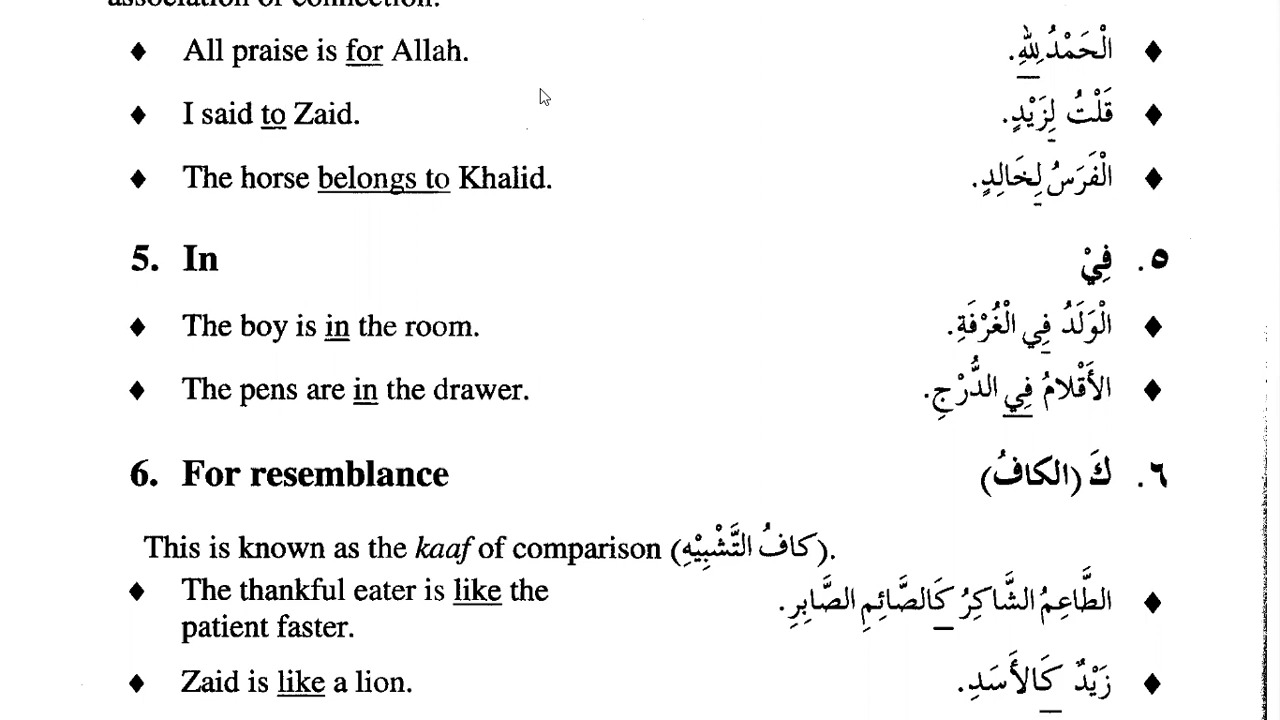 association or connection.
All praise is for Allah. الْحَمْدُ لِلّٰهِ.
I said to Zaid. قَلْتُ لِزَيْدٍ.
The horse belongs to Khalid. الْفَرَسُ لِخَالِدٍ.
5. In ٥. فِيْ
The boy is in the room. الْوَلَدُ فِي الْغُرْفَةِ.
The pens are in the drawer. الأَقْلامُ فِي الدُّرْجِ.
6. For resemblance ٦. كَ (الكافُ)
This is known as the kaaf of comparison (كافُ التَّشْبِيْهِ).
The thankful eater is like the الطَّاعِمُ الشَّاكِرُ كَالصَّائِمِ الصَّابِرِ.
patient faster.
Zaid is like a lion. زَيْدٌ كَالأَسَدِ.